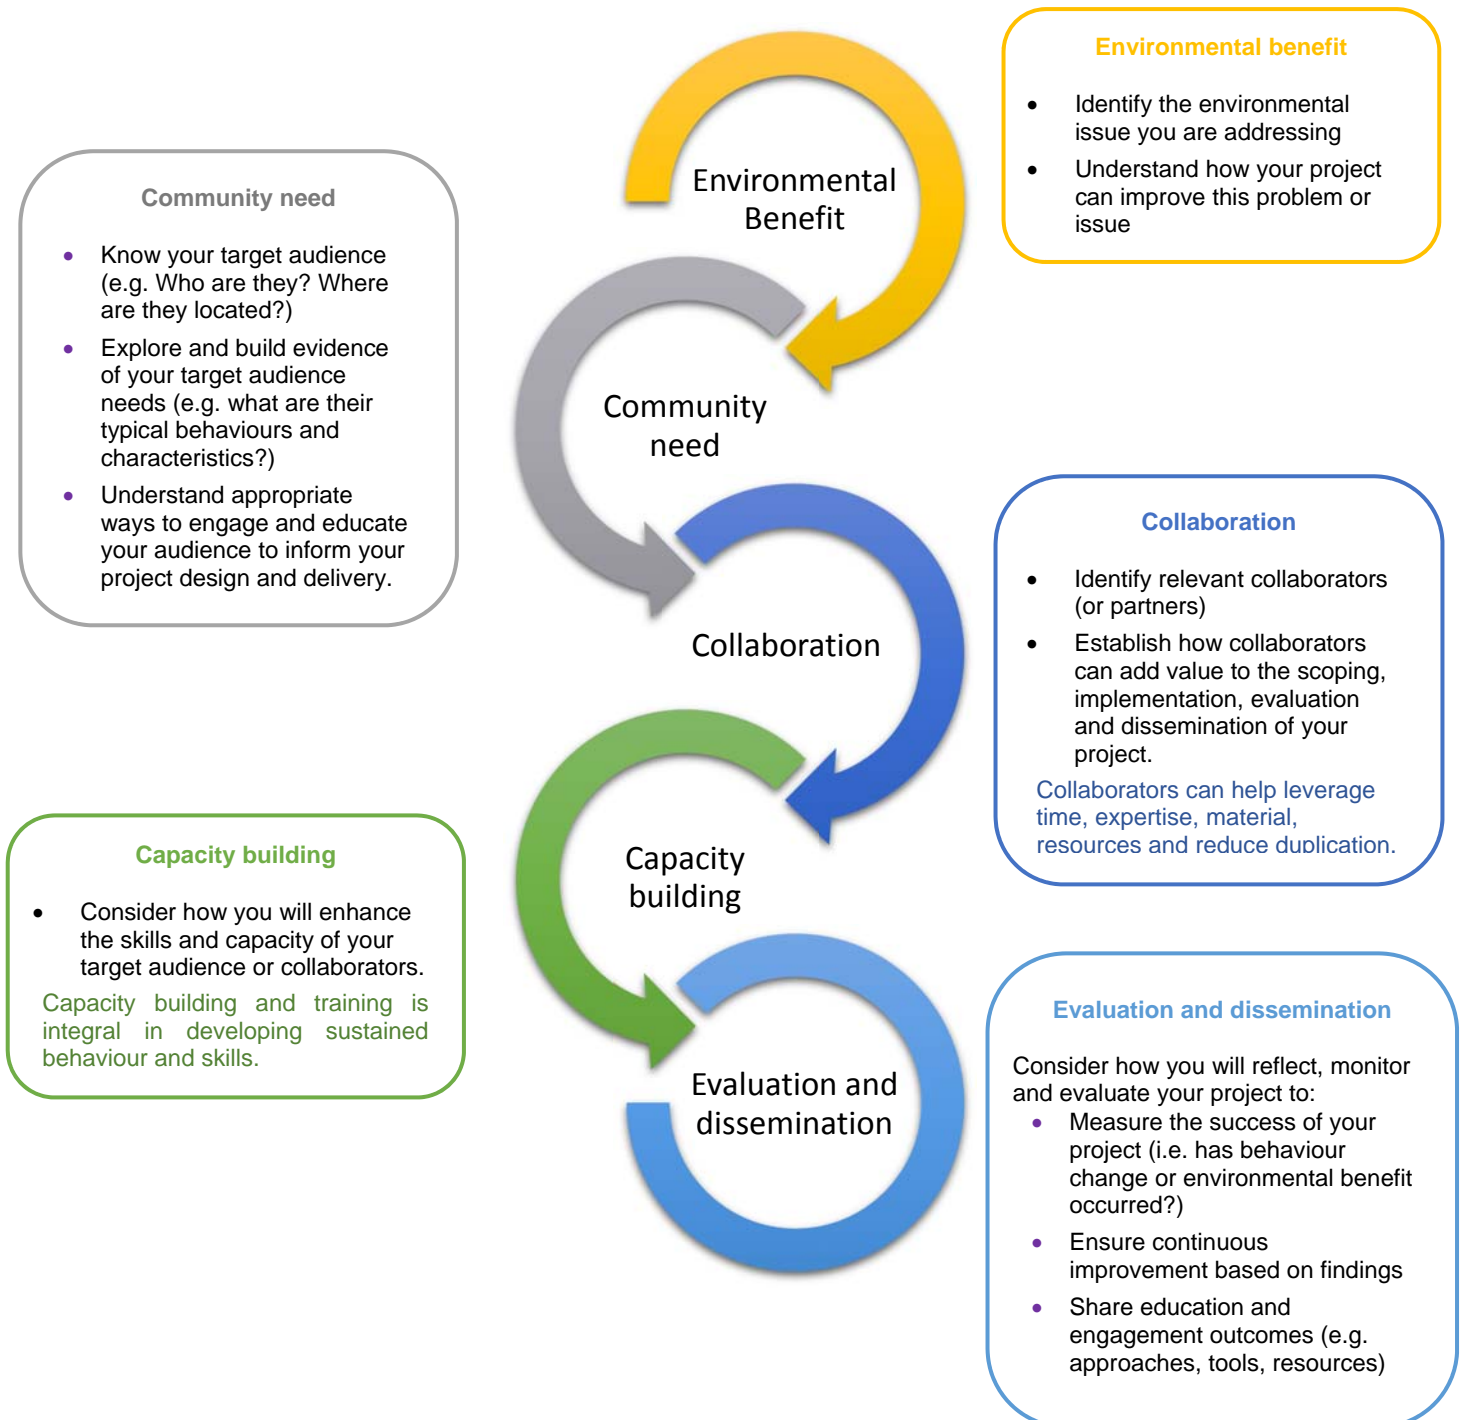 Environmental benefit
• Identify the environmental
issue you are addressing
• Understand how your project
can improve this problem or
issue
Environmental
Benefit
Community need
• Know your target audience
(e.g. Who are they? Where
are they located?)
• Explore and build evidence
of your target audience
needs (e.g. what are their
typical behaviours and
characteristics?)
• Understand appropriate
ways to engage and educate
your audience to inform your
project design and delivery.
Community
need
Collaboration
• Identify relevant collaborators
(or partners)
• Establish how collaborators
can add value to the scoping,
implementation, evaluation
and dissemination of your
project.
Collaborators can help leverage
time, expertise, material,
resources and reduce duplication.
Collaboration
Capacity building
• Consider how you will enhance
the skills and capacity of your
target audience or collaborators.
Capacity building and training is
integral in developing sustained
behaviour and skills.
Capacity
building
Evaluation and dissemination
Consider how you will reflect, monitor
and evaluate your project to:
• Measure the success of your
project (i.e. has behaviour
change or environmental benefit
occurred?)
• Ensure continuous
improvement based on findings
• Share education and
engagement outcomes (e.g.
approaches, tools, resources)
Evaluation and
dissemination